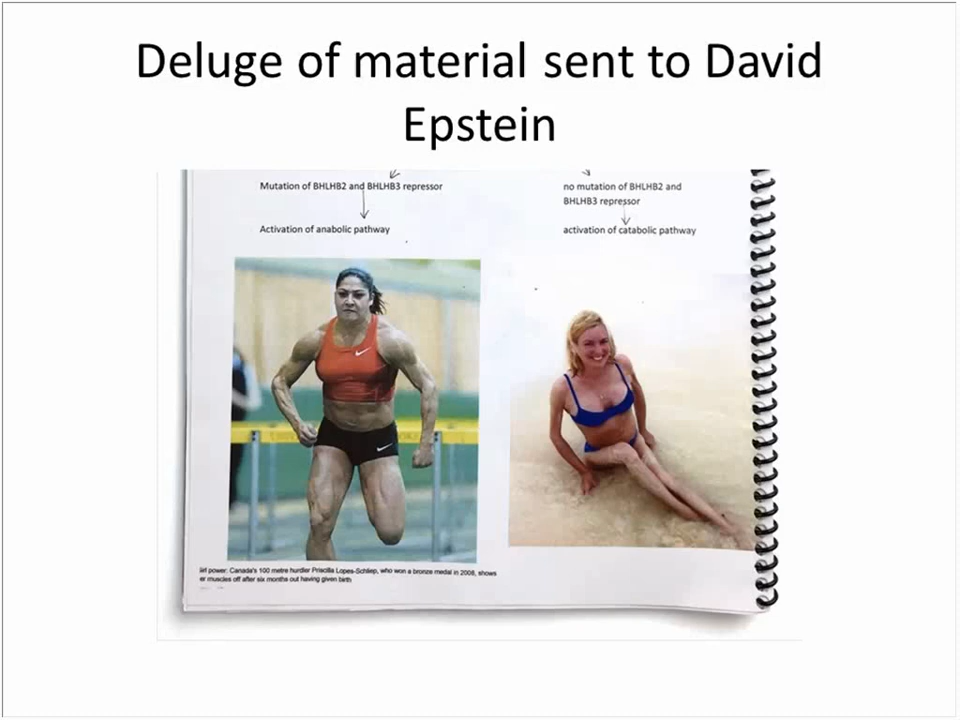 Deluge of material sent to David
Epstein
Mutation of BHLHB2 and BHLHB3 repressor
Activation of anabolic pathway
no mutation of BHLHB2 and
BHLHB3 repressor
activation of catabolic pathway
power: Canada's 100 metre hurdler Priscilla Lopes-Schliep, who won a bronze medal in 2008, shows
er muscles off after six months out having given birth